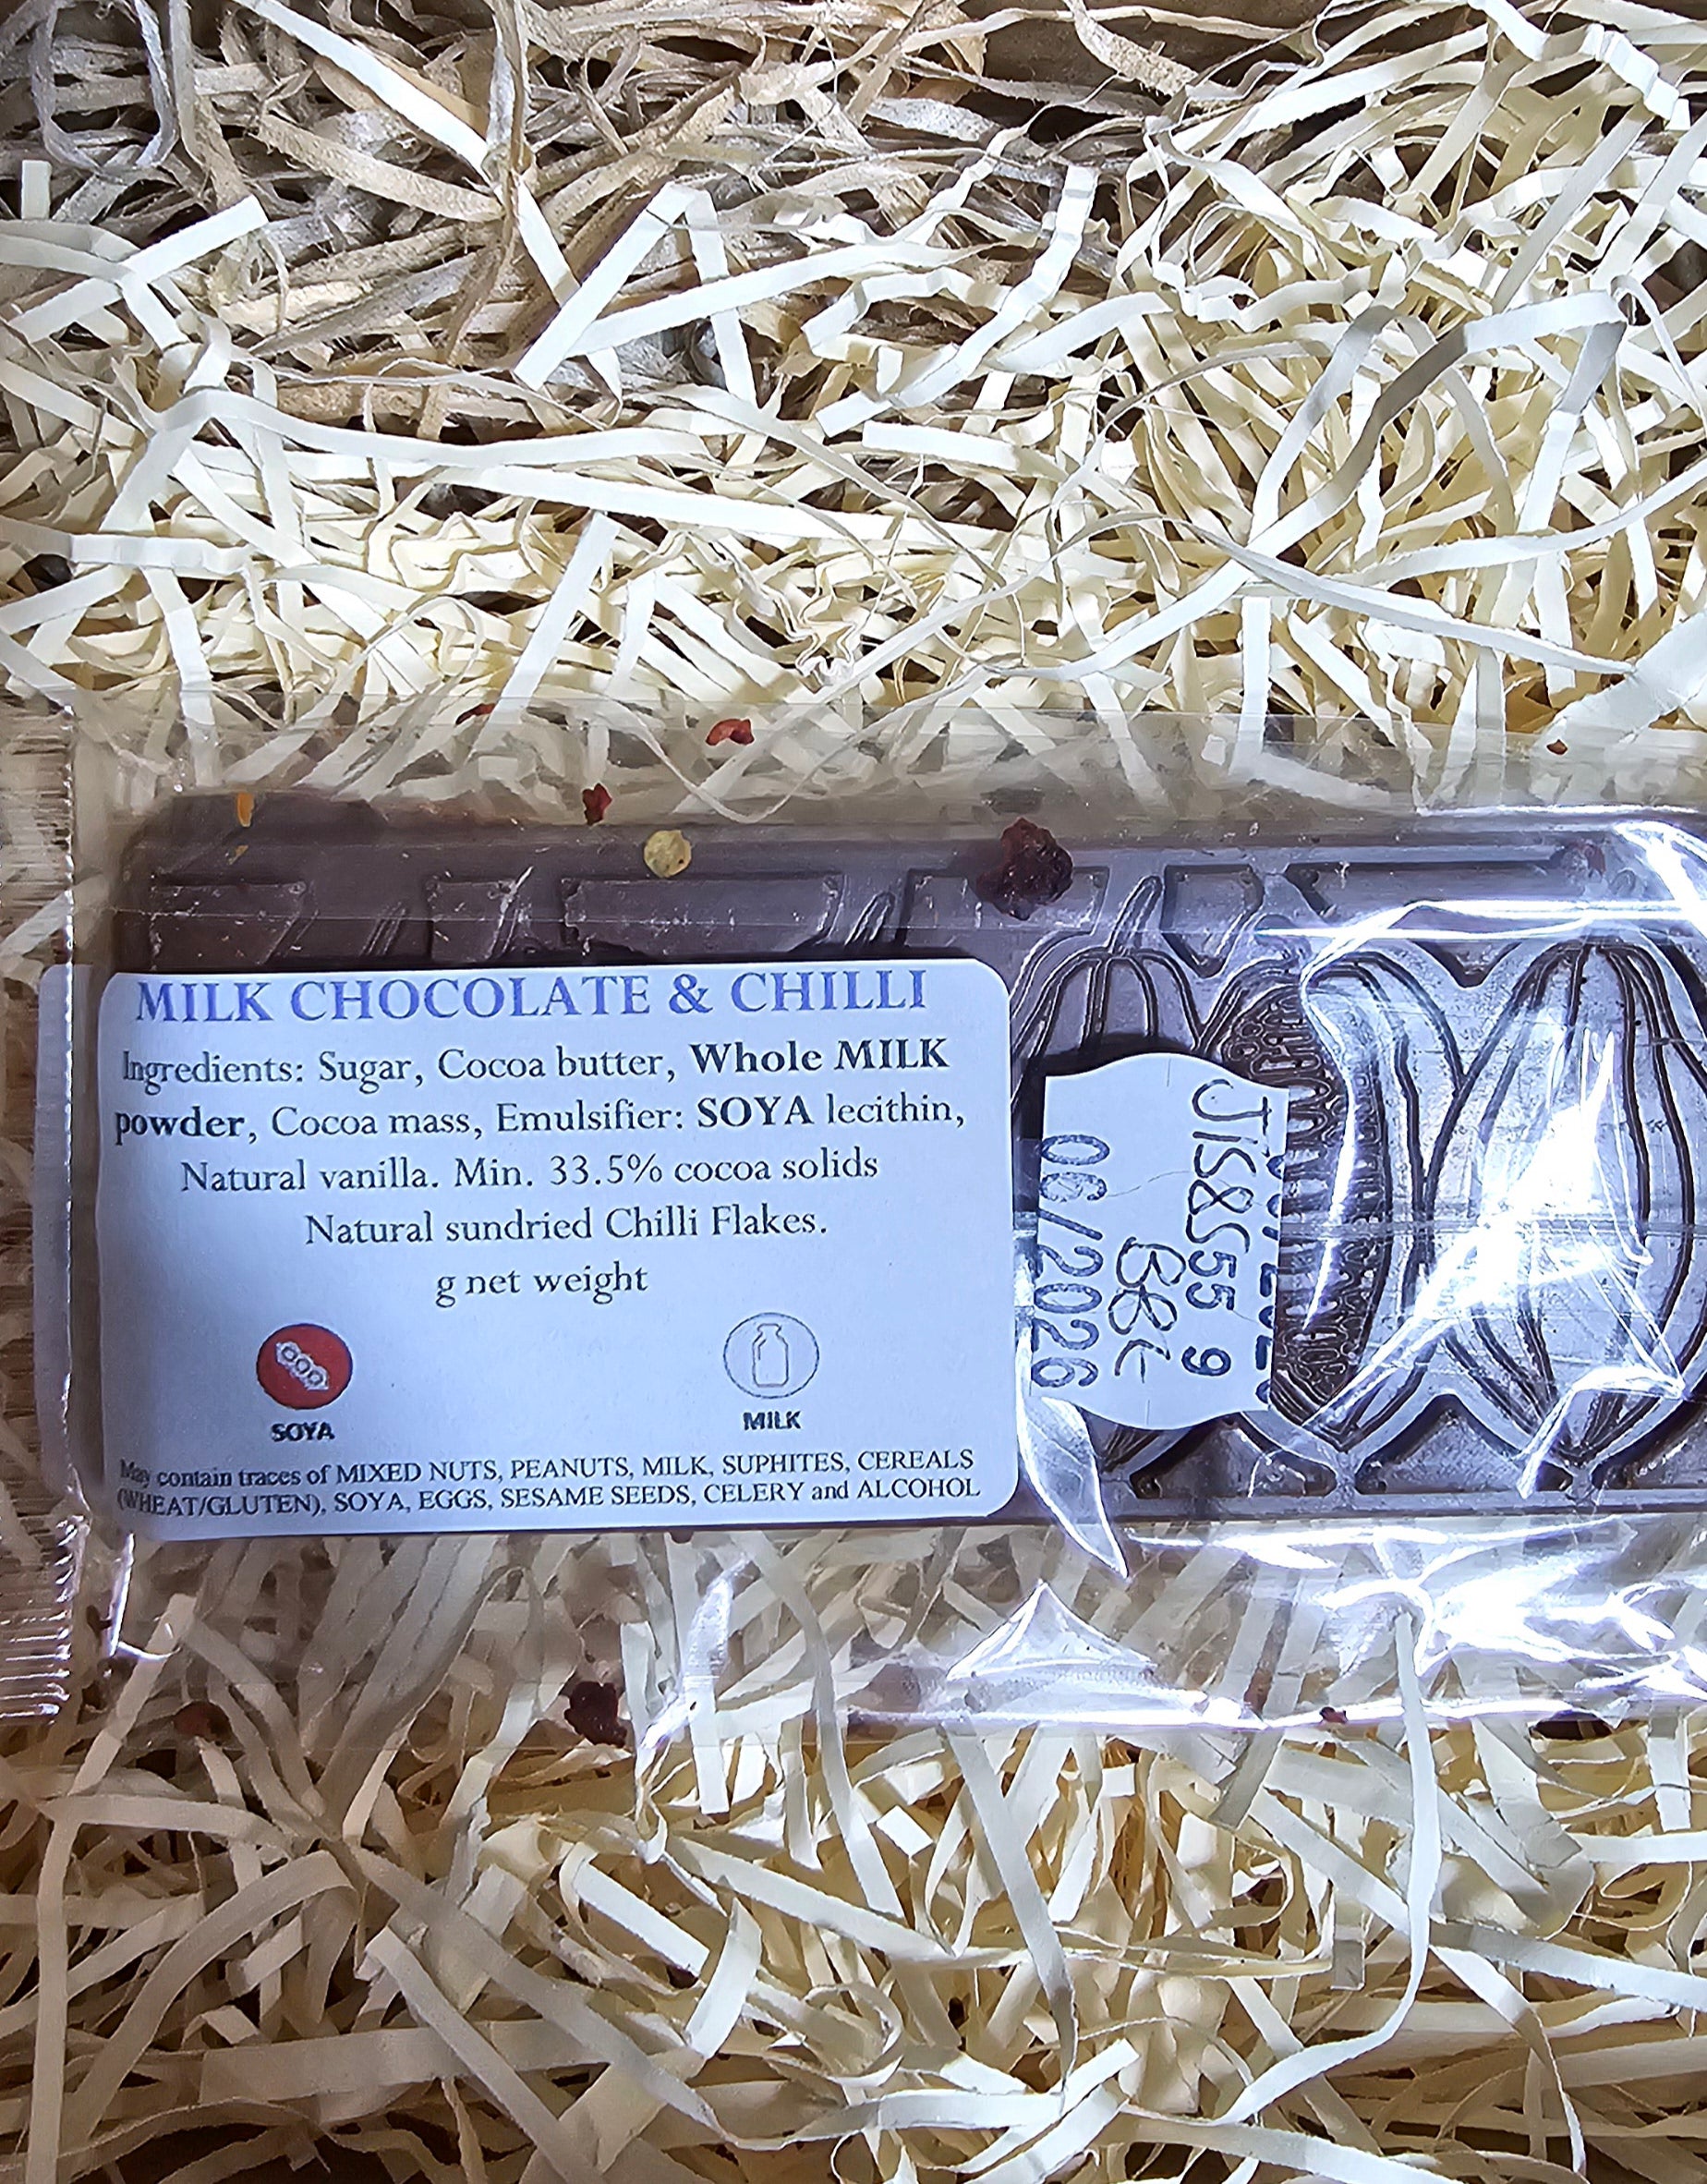 MILK CHOCOLATE & CHILLI
Ingredients: Sugar, Cocoa butter, Whole MILK
powder, Cocoa mass, Emulsifier: SOYA lecithin,
Natural vanilla. Min. 33.5% cocoa solids
Natural sundried Chilli Flakes.
g net weight
SOYA
MILK
May contain traces of MIXED NUTS, PEANUTS, MILK, SUPHITES, CEREALS
(WHEAT/GLUTEN), SOYA, EGGS, SESAME SEEDS, CELERY and ALCOHOL
BBE
06/2026